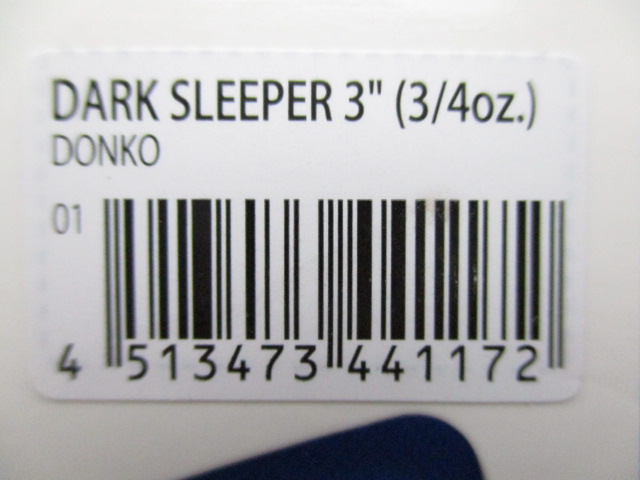 DARK SLEEPER 3" (3/4oz.)
DONKO
01
4 513473 441172